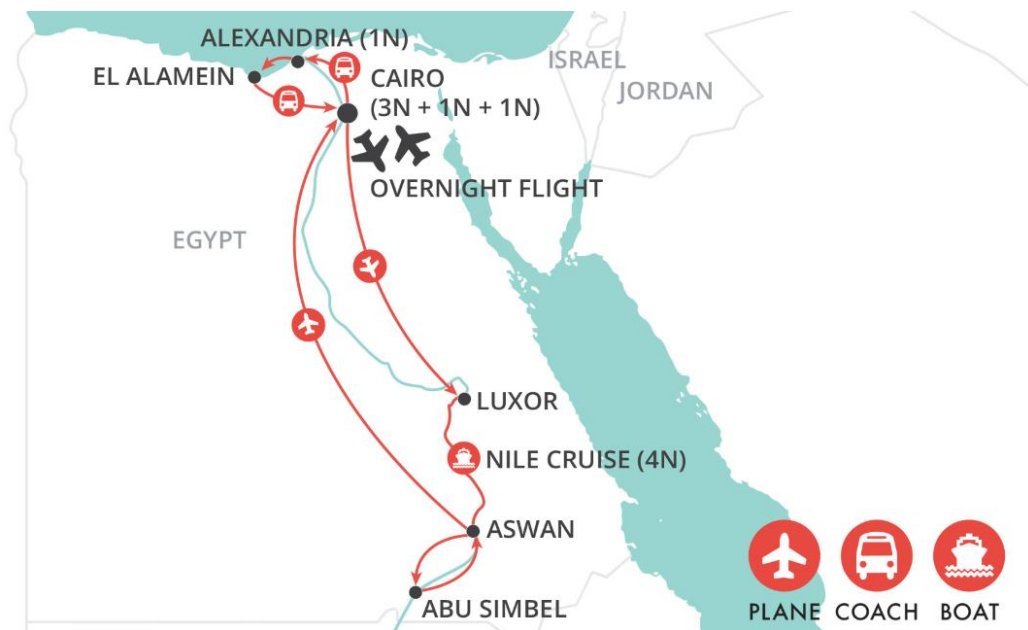 ALEXANDRIA (1N)
EL ALAMEIN
CAIRO
(3N + 1N + 1N)
ISRAEL
JORDAN
OVERNIGHT FLIGHT
EGYPT
LUXOR
NILE CRUISE (4N)
ASWAN
ABU SIMBEL
PLANE COACH BOAT